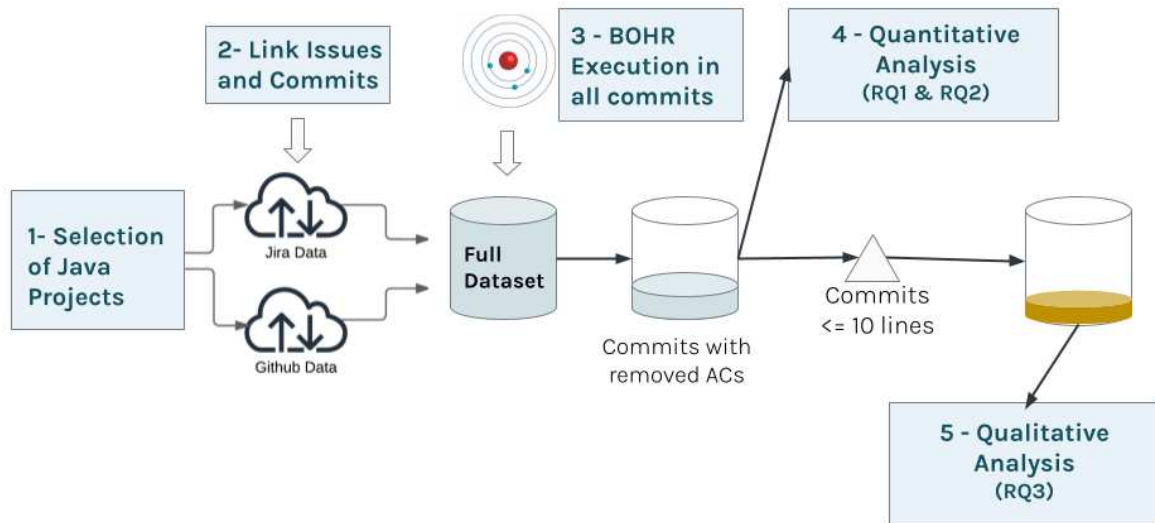 2- Link Issues
and Commits
3 - BOHR
Execution in
all commits
4 - Quantitative
Analysis
(RQ1 & RQ2)
1- Selection
of Java
Projects
Jira Data
Github Data
Full
Dataset
Commits with
removed ACs
Commits
<= 10 lines
5 - Qualitative
Analysis
(RQ3)